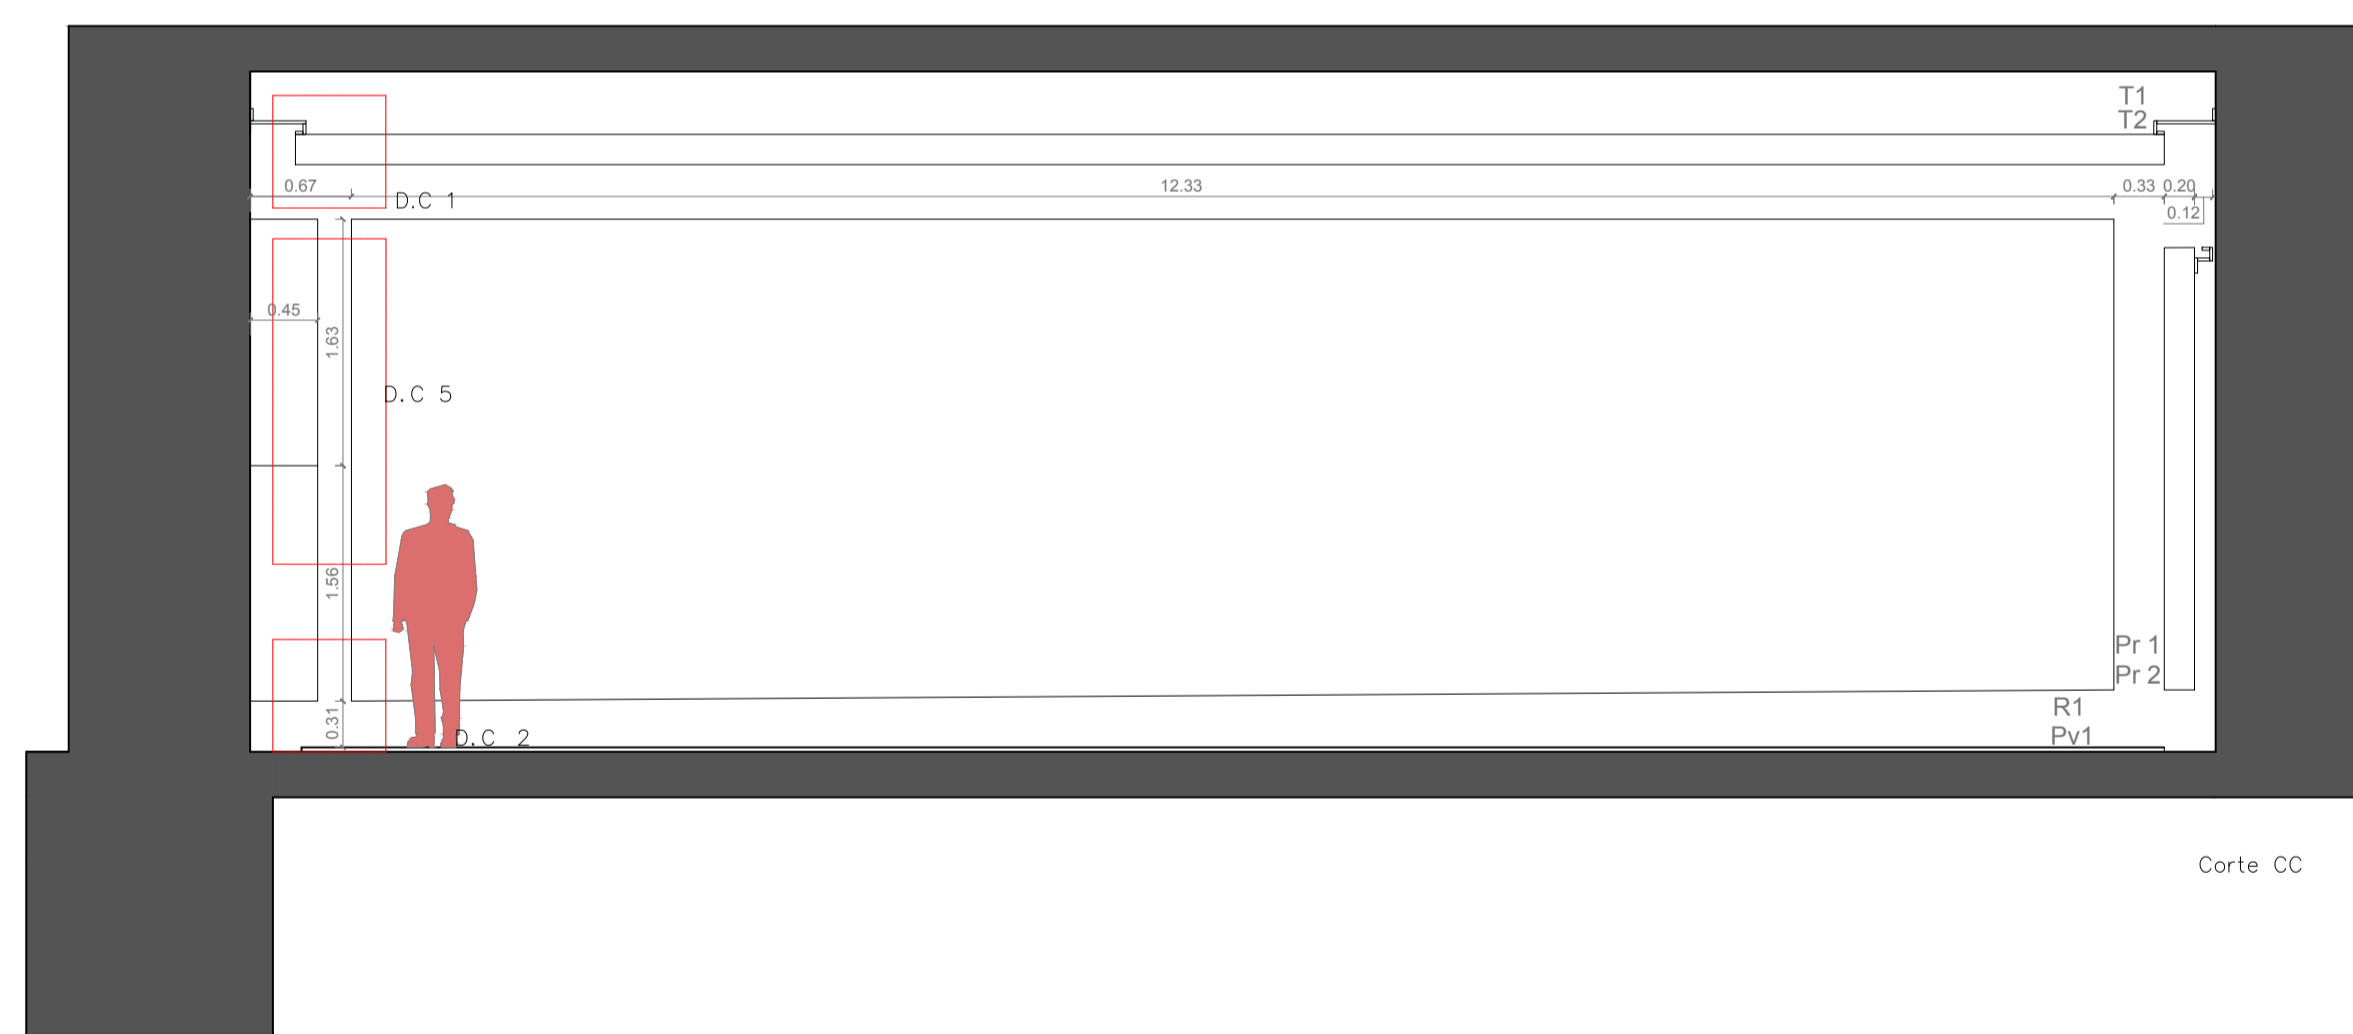 T1
T2
0.67
12.33
0.33
0.20
D.C 1
0.12
0.45
1.63
D.C 5
1.56
Pr 1
Pr 2
R1
0.31
D.C 2
Pv1
Corte CC